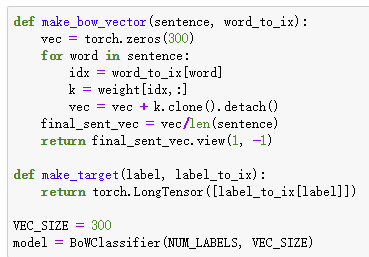 def make_bow_vector(sentence, word_to_ix):
    vec = torch.zeros(300)
    for word in sentence:
        idx = word_to_ix[word]
        k = weight[idx,:]
        vec = vec + k.clone().detach()
    final_sent_vec = vec/len(sentence)
    return final_sent_vec.view(1, -1)

def make_target(label, label_to_ix):
    return torch.LongTensor([label_to_ix[label]])

VEC_SIZE = 300
model = BoWClassifier(NUM_LABELS, VEC_SIZE)